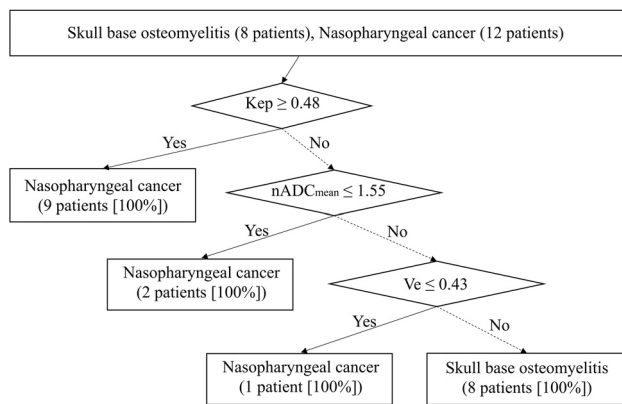 Skull base osteomyelitis (8 patients), Nasopharyngeal cancer (12 patients)
Kep ≥ 0.48
Yes
No
Nasopharyngeal cancer
(9 patients [100%])
nADCmean ≤ 1.55
Yes
No
Nasopharyngeal cancer
(2 patients [100%])
Ve ≤ 0.43
Yes
No
Nasopharyngeal cancer
(1 patient [100%])
Skull base osteomyelitis
(8 patients [100%])